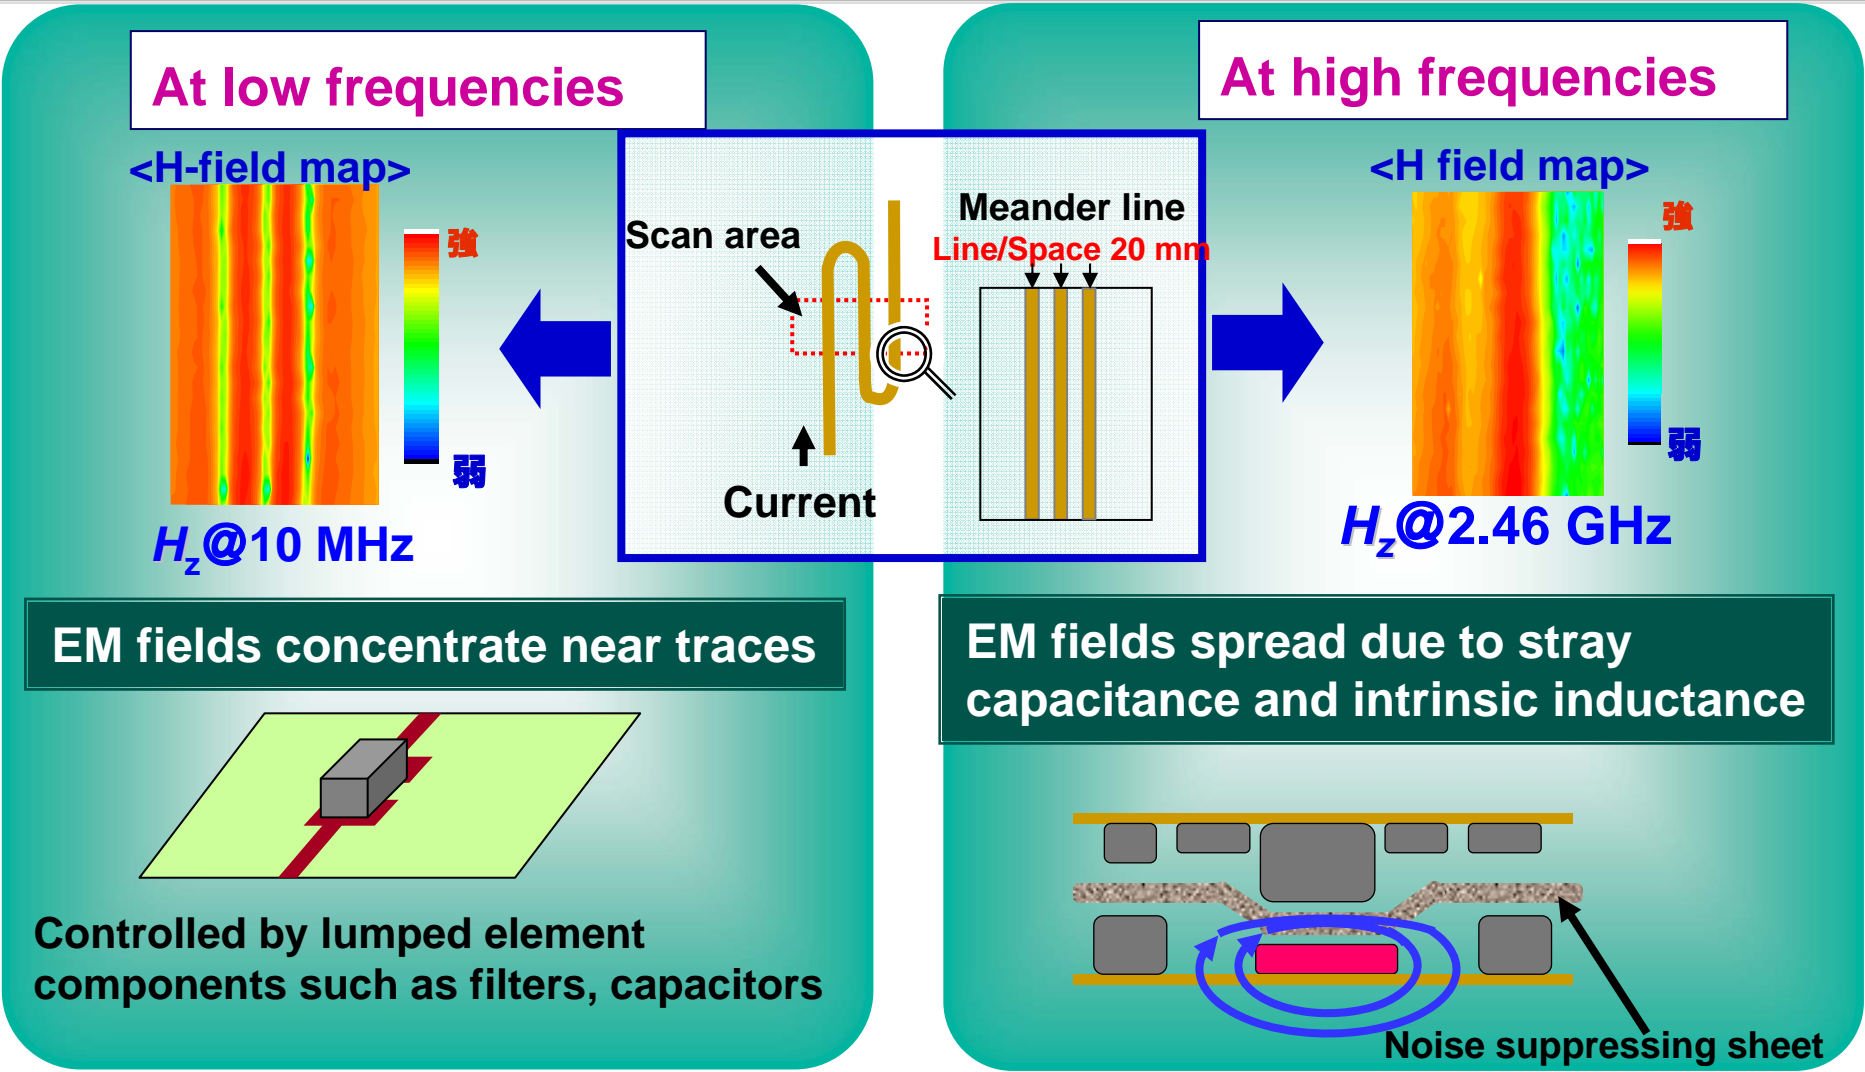 At low frequencies
<H-field map>
強
弱
Hz@10 MHz
EM fields concentrate near traces
Controlled by lumped element
components such as filters, capacitors
Scan area
Current
Meander line
Line/Space 20 mm
At high frequencies
<H field map>
強
弱
Hz@2.46 GHz
EM fields spread due to stray
capacitance and intrinsic inductance
Noise suppressing sheet